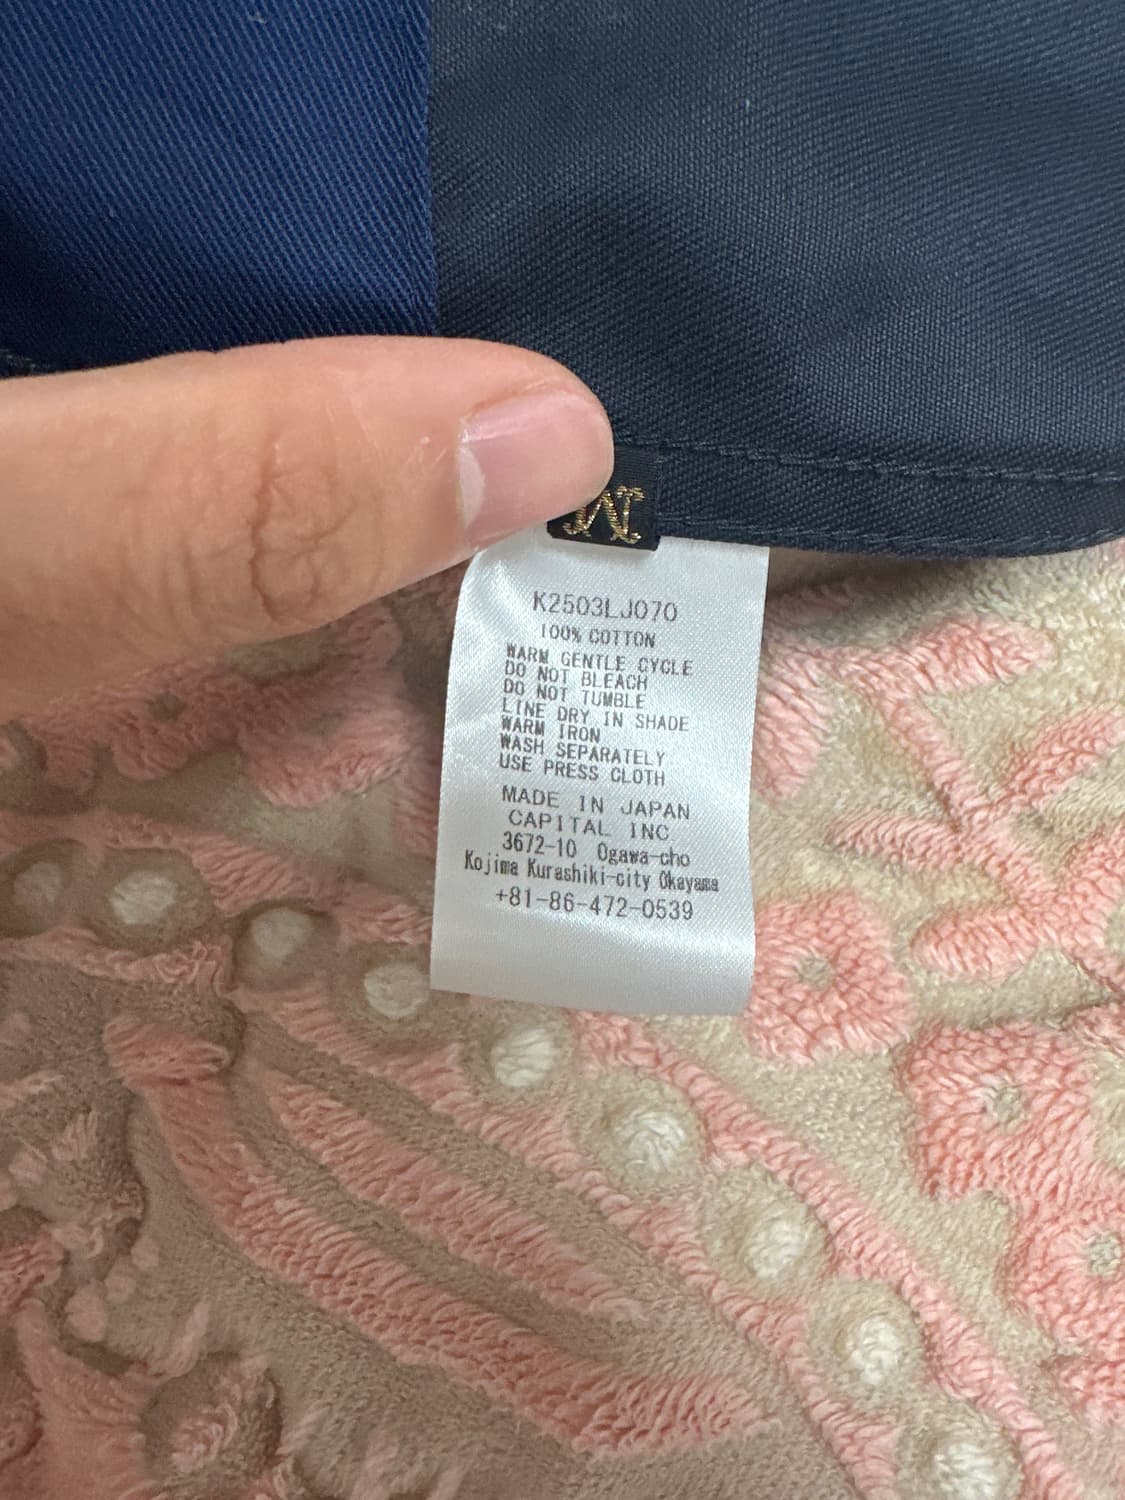 M
K2503LJ070
100% COTTON
WARM GENTLE CYCLE
DO NOT BLEACH
DO NOT TUMBLE
LINE DRY IN SHADE
WARM IRON
WASH SEPARATELY
USE PRESS CLOTH
MADE IN JAPAN
CAPITAL INC.
3672-10 Ogawa-cho
Kojima Kurashiki-city Okayama
+81-86-472-0539